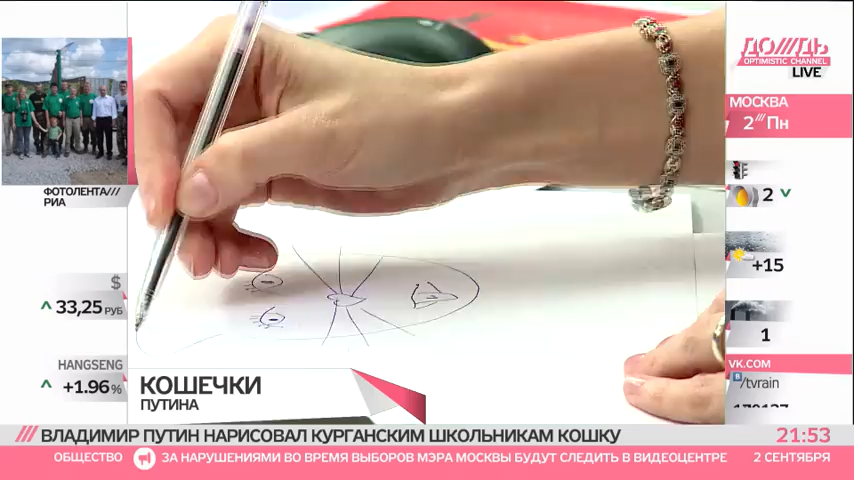 ДОЖДЬ
OPTIMISTIC CHANNEL
LIVE
МОСКВА
2 /// Пн
ФОТОЛЕНТА///
РИА
2
+15
$
33,25 РУБ
1
HANGSENG
+1.96 %
VK.COM
/tvrain
КОШЕЧКИ
ПУТИНА
/// ВЛАДИМИР ПУТИН НАРИСОВАЛ КУРГАНСКИМ ШКОЛЬНИКАМ КОШКУ
21:53
ОБЩЕСТВО
ЗА НАРУШЕНИЯМИ ВО ВРЕМЯ ВЫБОРОВ МЭРА МОСКВЫ БУДУТ СЛЕДИТЬ В ВИДЕОЦЕНТРЕ
2 СЕНТЯБРЯ